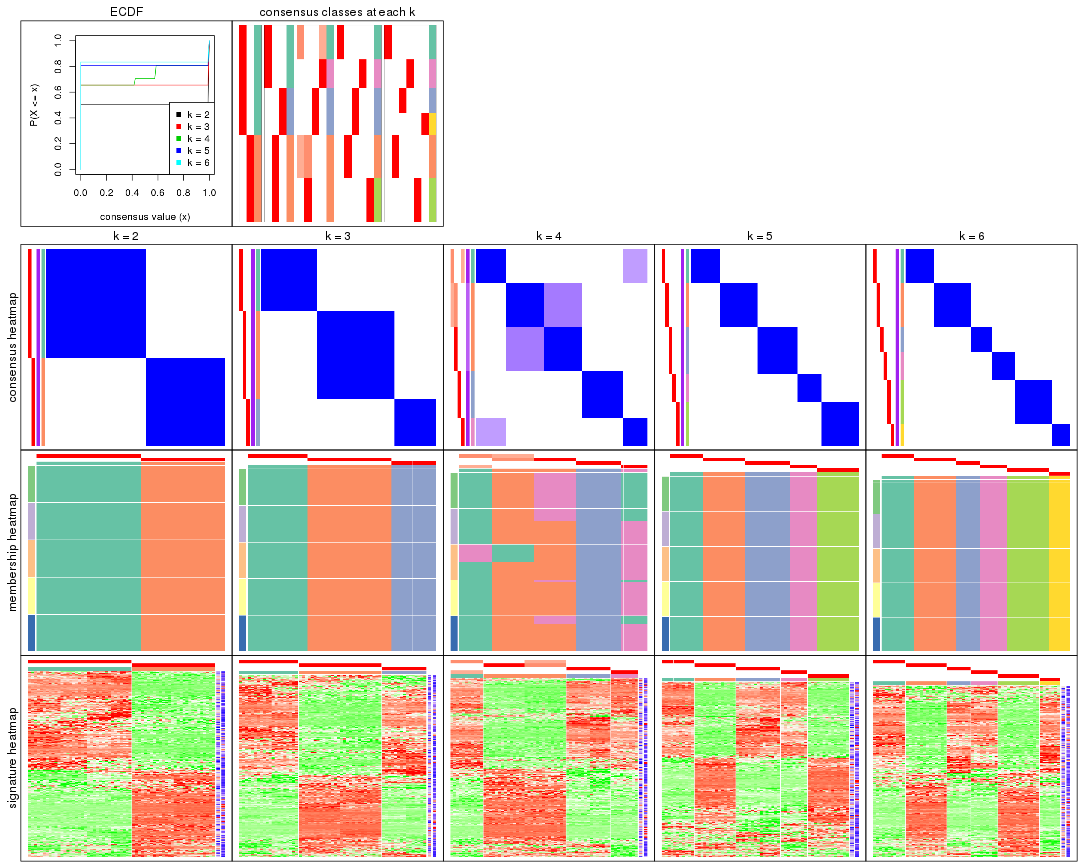 ECDF
consensus classes at each k
P(X <= x)
0.0 0.2 0.4 0.6 0.8 1.0
k = 2
k = 3
k = 4
k = 5
k = 6
0.0 0.2 0.4 0.6 0.8 1.0
consensus value (x)
k = 2
k = 3
k = 4
k = 5
k = 6
consensus heatmap
membership heatmap
signature heatmap